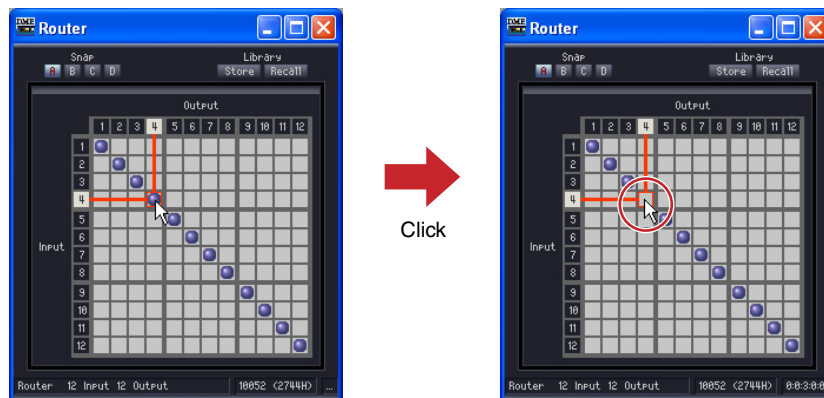 Router
Snap
Library
A B C D
Store Recall
Output
1 2 3 4 5 6 7 8 9 10 11 12
1
2
3
4
5
Input
6
7
8
9
10
11
12
Router 12 Input 12 Output 10052 (2744H) ...
Click
Router
Snap
Library
A B C D
Store Recall
Output
1 2 3 4 5 6 7 8 9 10 11 12
1
2
3
4
5
Input
6
7
8
9
10
11
12
Router 12 Input 12 Output 10052 (2744H) 0:0:3:0:0